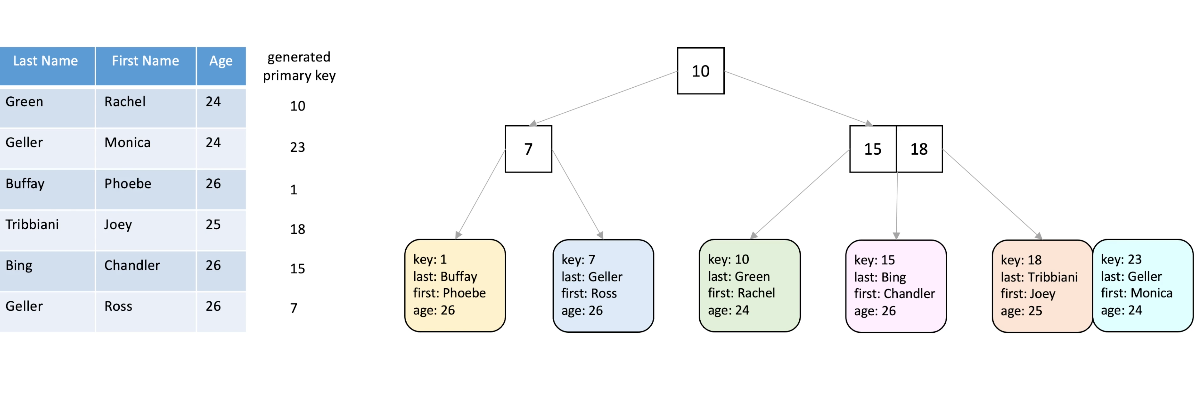 Last Name First Name Age
generated
primary key
Green Rachel 24 10
Geller Monica 24 23
Buffay Phoebe 26 1
Tribbiani Joey 25 18
Bing Chandler 26 15
Geller Ross 26 7
10
7
15 18
key: 1
last: Buffay
first: Phoebe
age: 26
key: 7
last: Geller
first: Ross
age: 26
key: 10
last: Green
first: Rachel
age: 24
key: 15
last: Bing
first: Chandler
age: 26
key: 18
last: Tribbiani
first: Joey
age: 25
key: 23
last: Geller
first: Monica
age: 24